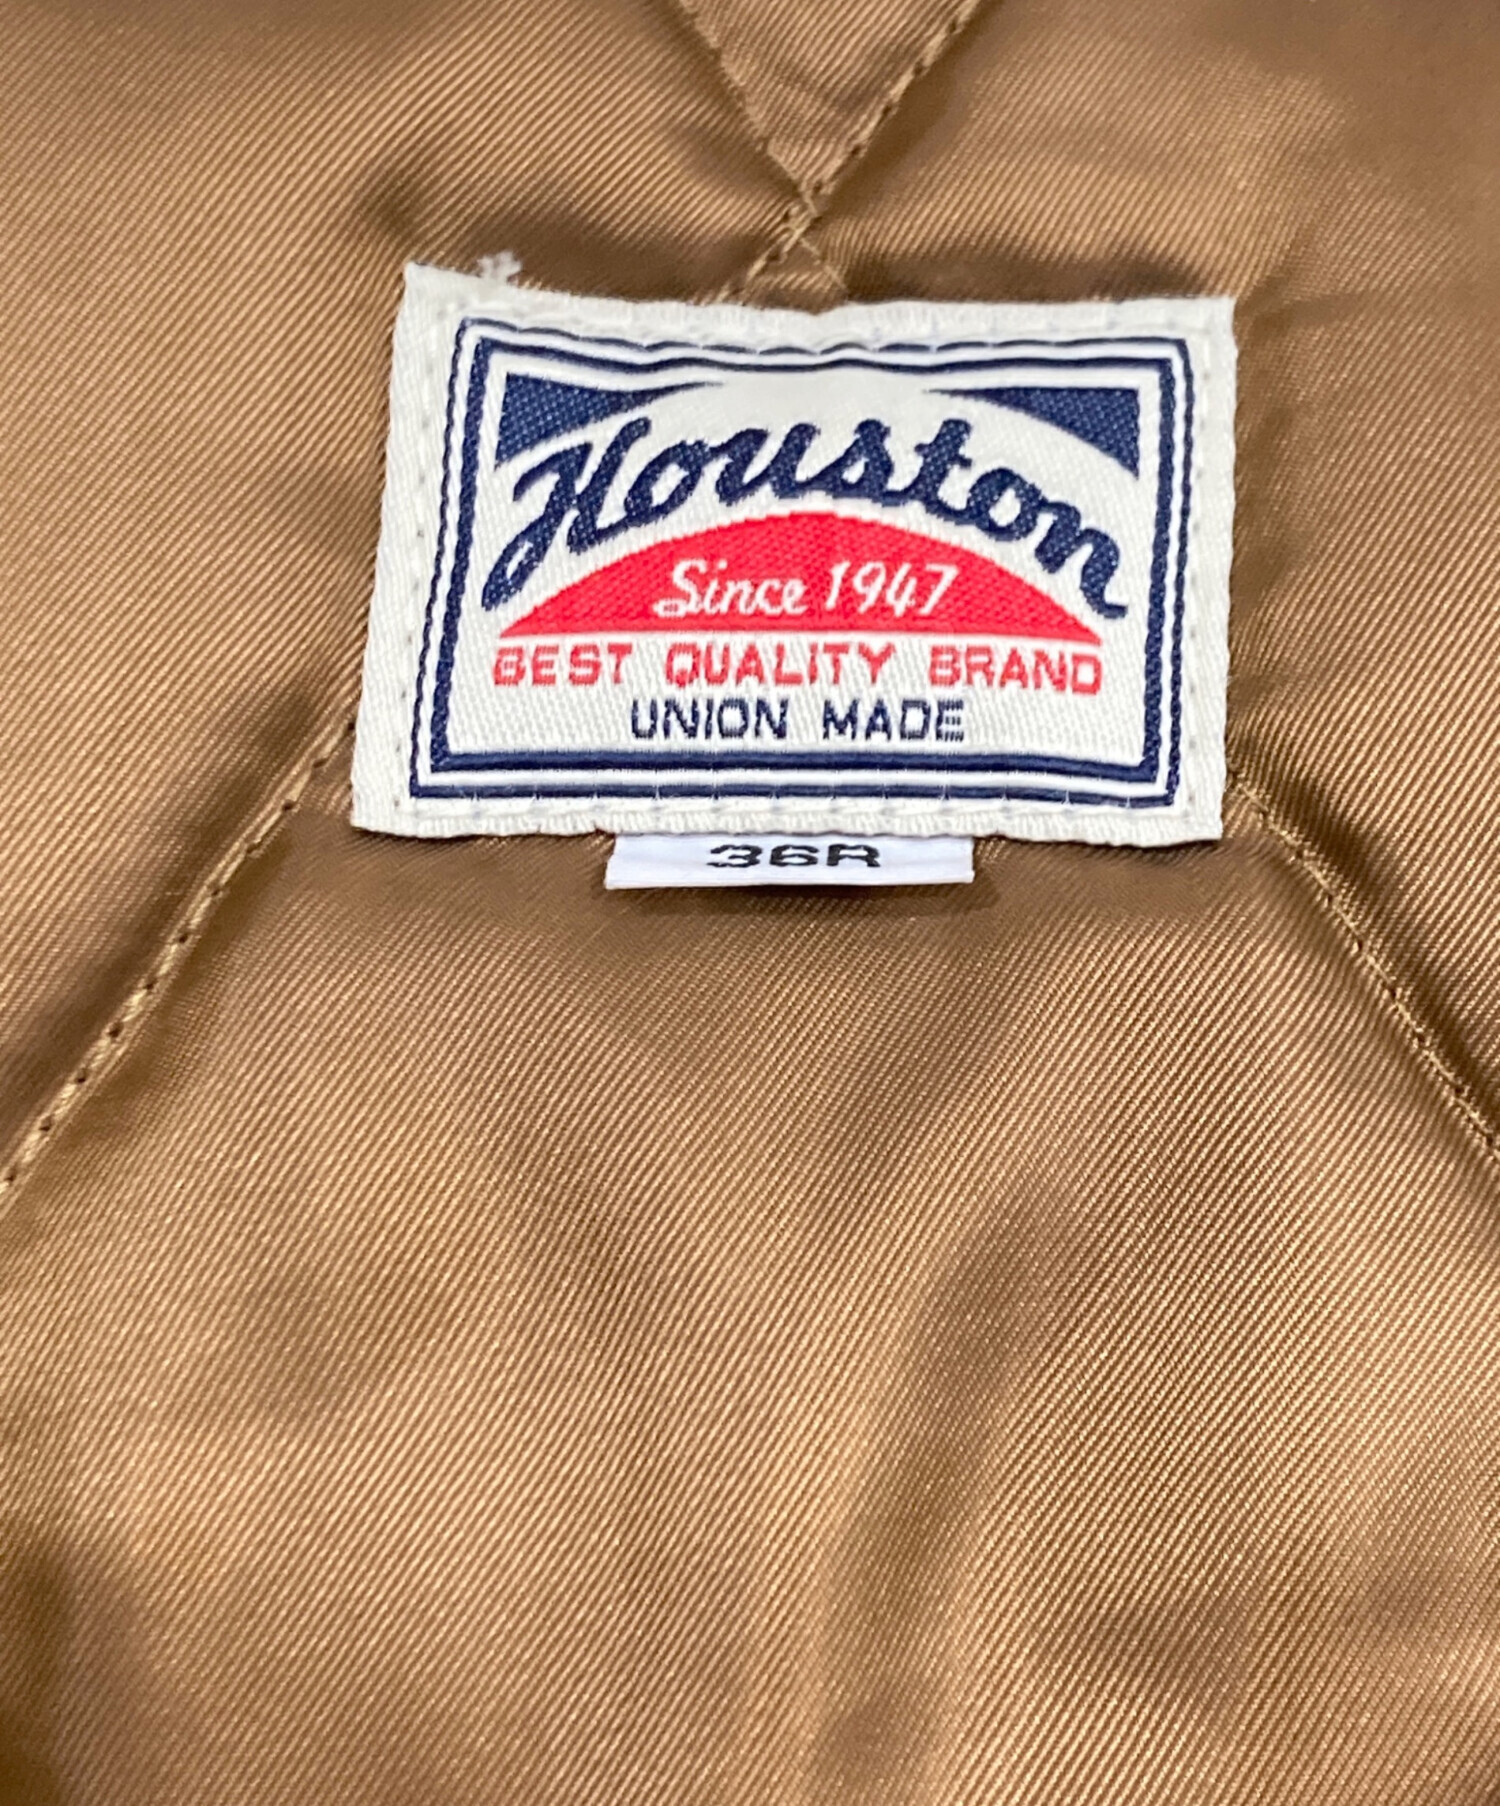 Houston
Since 1947
BEST QUALITY BRAND
UNION MADE
36R